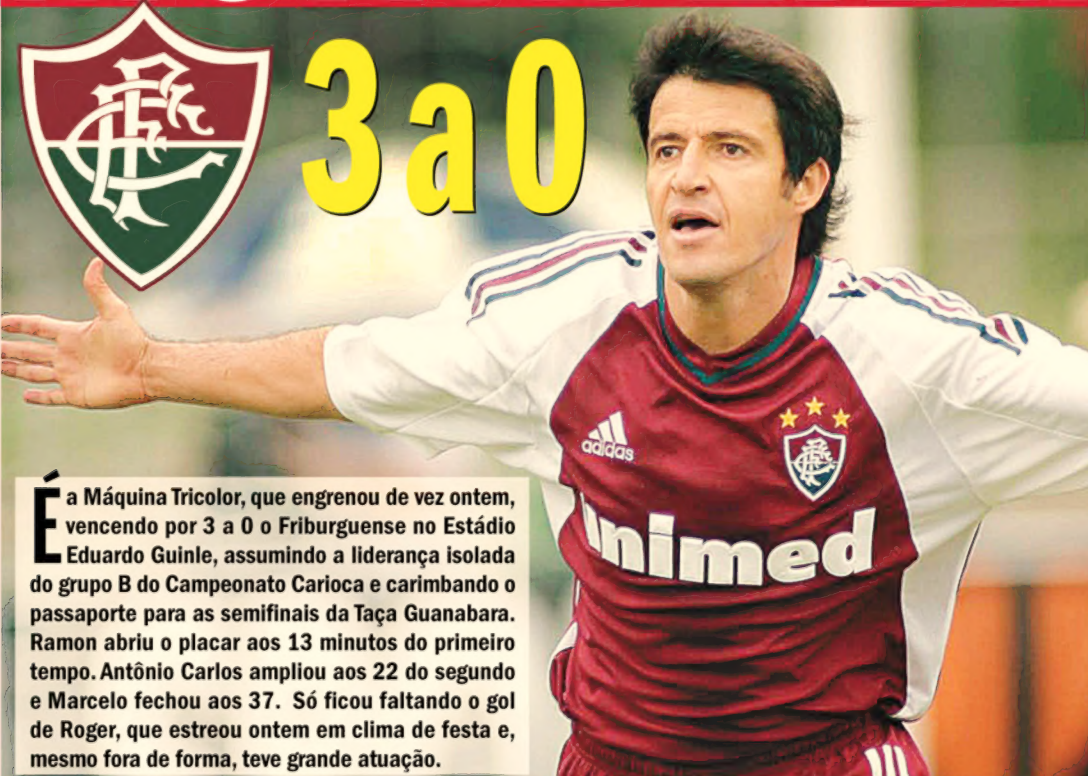 3 a 0
adidas
Unimed
É a Máquina Tricolor, que engrenou de vez ontem,
vencendo por 3 a 0 o Friburguense no Estádio
Eduardo Guinle, assumindo a liderança isolada
do grupo B do Campeonato Carioca e carimbando o
passaporte para as semifinais da Taça Guanabara.
Ramon abriu o placar aos 13 minutos do primeiro
tempo. Antônio Carlos ampliou aos 22 do segundo
e Marcelo fechou aos 37. Só ficou faltando o gol
de Roger, que estreou ontem em clima de festa e,
mesmo fora de forma, teve grande atuação.